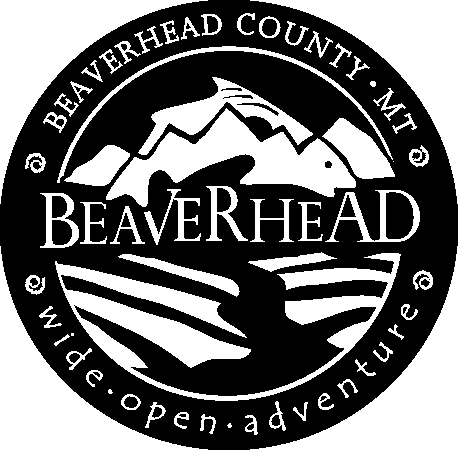 BEAVERHEAD COUNTY · MT
BEAVERHEAD
wide · open · adventure